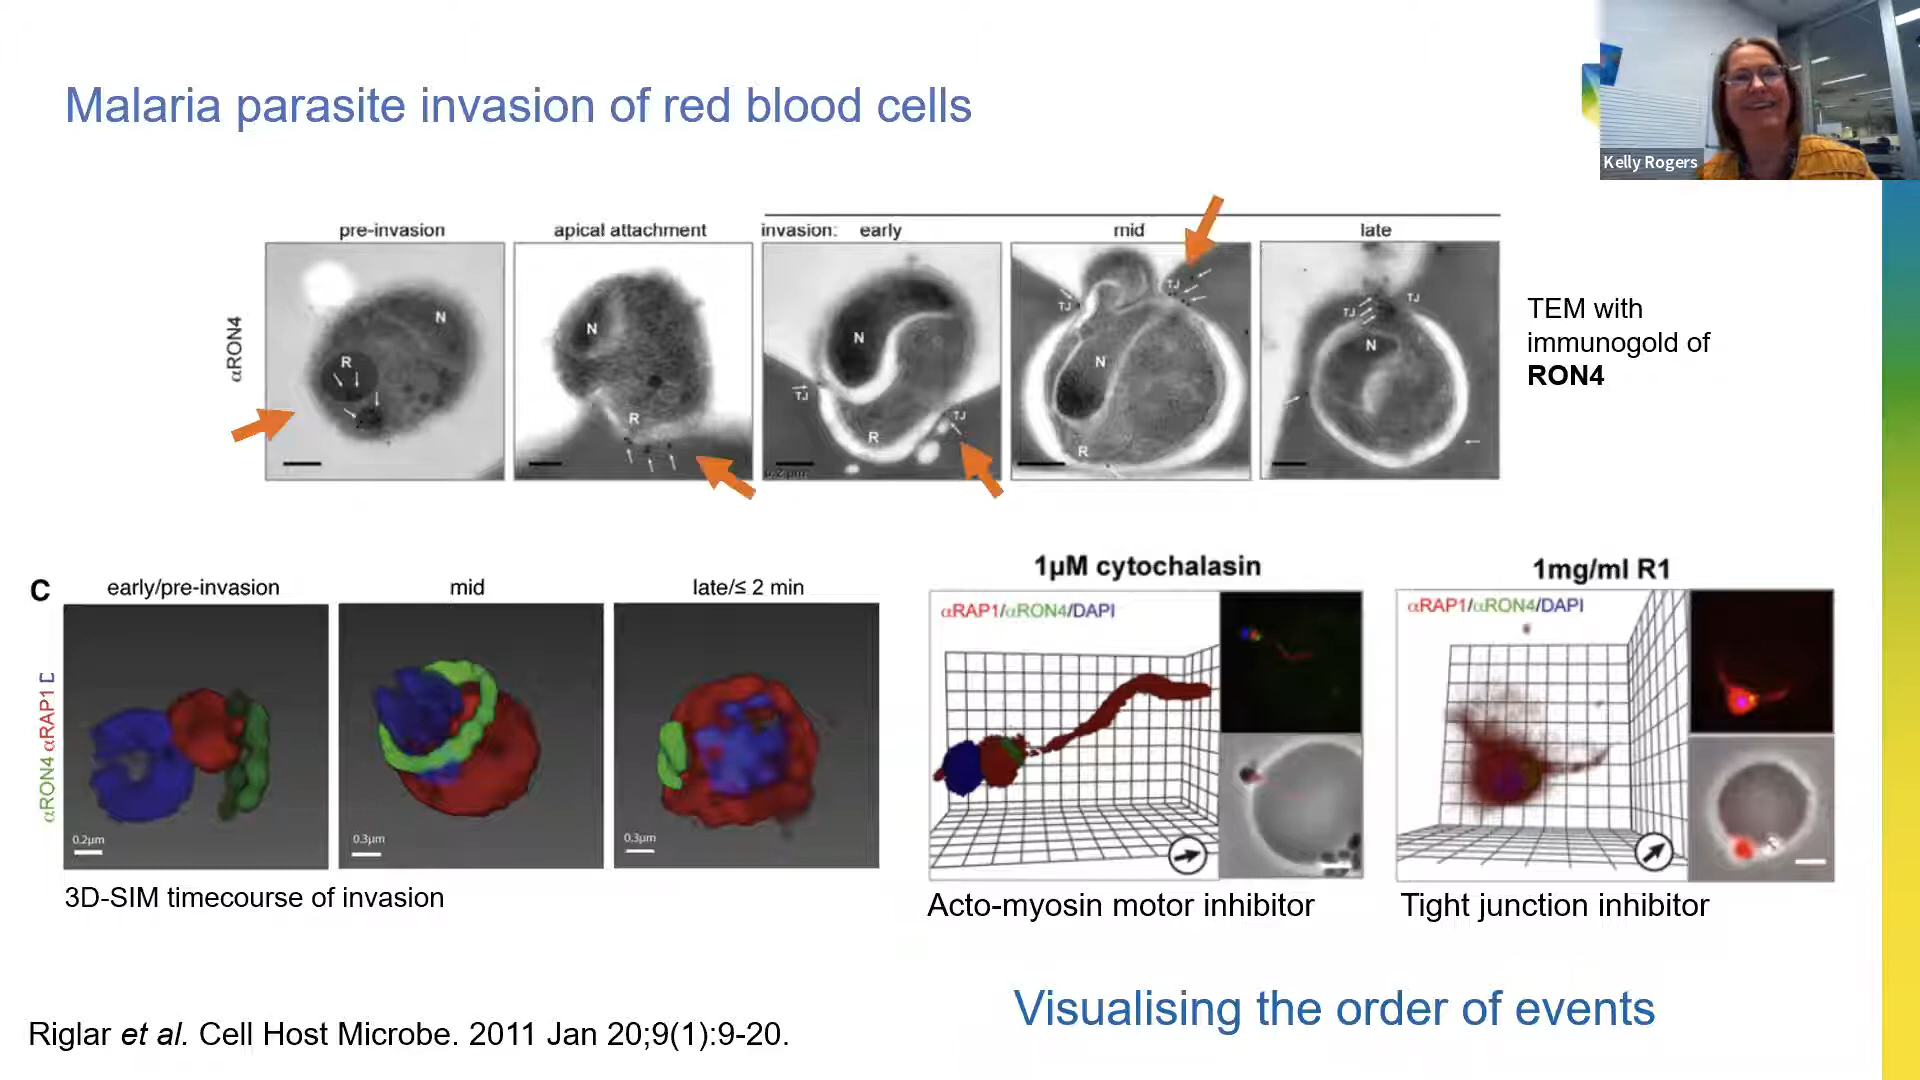 Malaria parasite invasion of red blood cells
Kelly Rogers
pre-invasion
apical attachment
invasion: early
mid
late
αRON4
N
R
N
R
N
TJ
TJ
R
TJ
TJ
N
R
TJ
TJ
N
TEM with
immunogold of
RON4
C
early/pre-invasion
mid
late/≤ 2 min
αRON4 αRAP1
0.2µm
0.3µm
0.3µm
3D-SIM timecourse of invasion
1µM cytochalasin
αRAP1/αRON4/DAPI
Acto-myosin motor inhibitor
1mg/ml R1
αRAP1/αRON4/DAPI
Tight junction inhibitor
Visualising the order of events
Riglar et al. Cell Host Microbe. 2011 Jan 20;9(1):9-20.